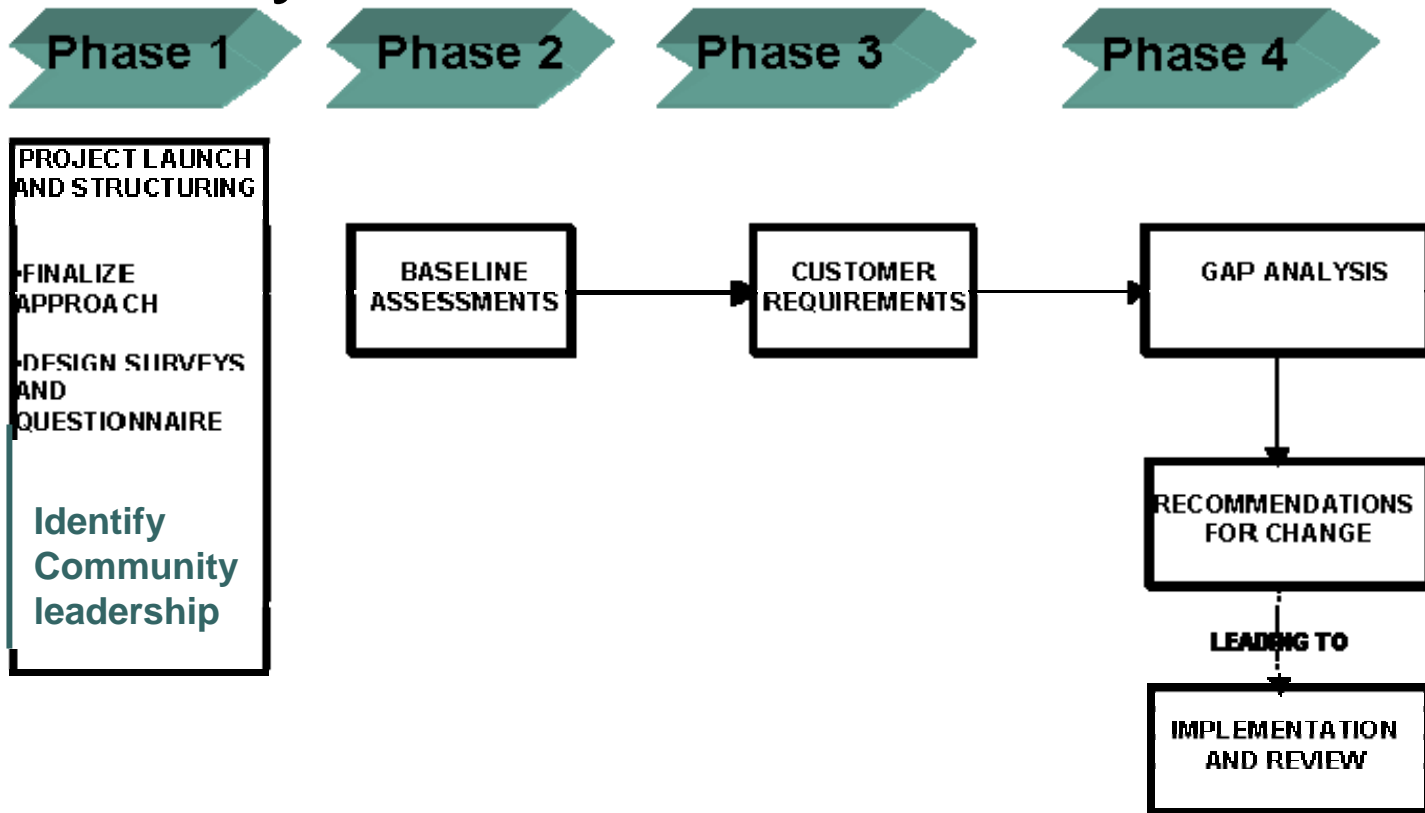 Phase 1
Phase 2
Phase 3
Phase 4
PROJECT LAUNCH
AND STRUCTURING
•FINALIZE
APPROACH
•DESIGN SURVEYS
AND
QUESTIONNAIRE
Identify
Community
leadership
BASELINE
ASSESSMENTS
CUSTOMER
REQUIREMENTS
GAP ANALYSIS
RECOMMENDATIONS
FOR CHANGE
LEADING TO
IMPLEMENTATION
AND REVIEW